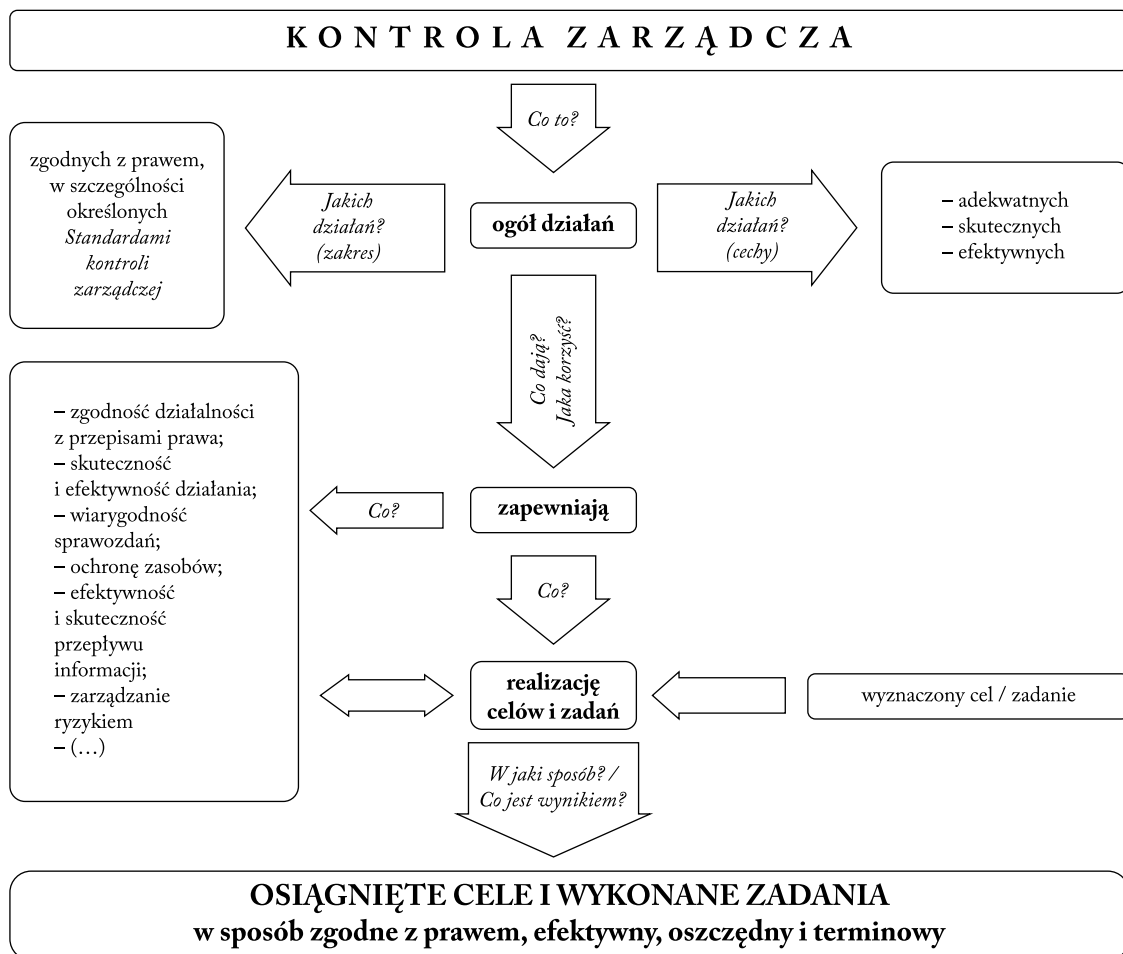 KONTROLA ZARZĄDCZA
Co to?
zgodnych z prawem,
w szczególności
określonych
Standardami
kontroli
zarządczej
Jakich
działań?
(zakres)
ogół działań
Jakich
działań?
(cechy)
– adekwatnych
– skutecznych
– efektywnych
Co dają?
Jaka korzyść?
– zgodność działalności
z przepisami prawa;
– skuteczność
i efektywność działania;
– wiarygodność
sprawozdań;
– ochronę zasobów;
– efektywność
i skuteczność
przepływu
informacji;
– zarządzanie
ryzykiem
– (…)
Co?
zapewniają
Co?
realizację
celów i zadań
wyznaczony cel / zadanie
W jaki sposób? /
Co jest wynikiem?
OSIĄGNIĘTE CELE I WYKONANE ZADANIA
w sposób zgodne z prawem, efektywny, oszczędny i terminowy